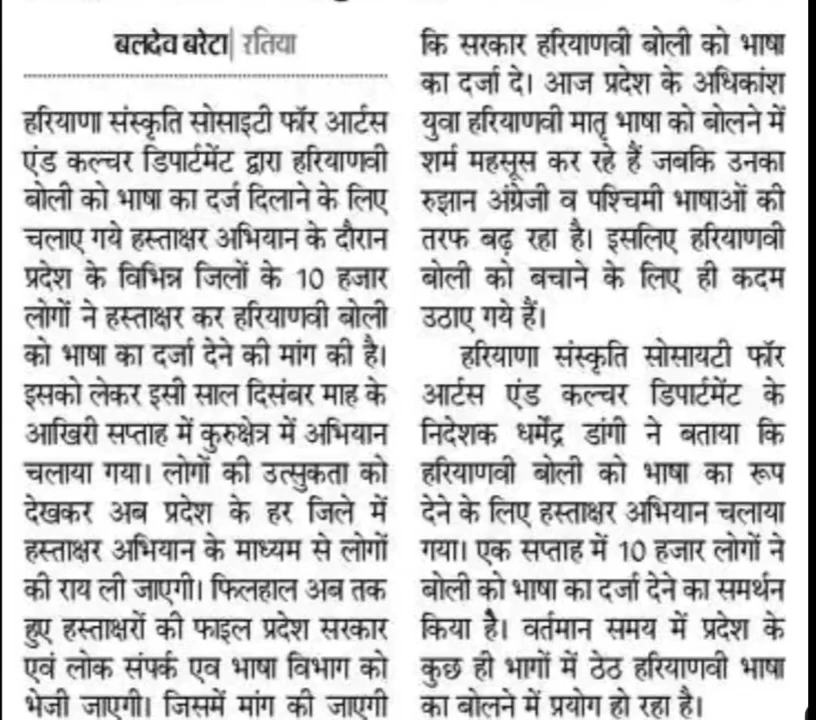 बलदेव बरेटा| रतिया
हरियाणा संस्कृति सोसाइटी फॉर आर्टस
एंड कल्चर डिपार्टमेंट द्वारा हरियाणवी
बोली को भाषा का दर्ज दिलाने के लिए
चलाए गये हस्ताक्षर अभियान के दौरान
प्रदेश के विभिन्न जिलों के 10 हजार
लोगों ने हस्ताक्षर कर हरियाणवी बोली
को भाषा का दर्जा देने की मांग की है।
इसको लेकर इसी साल दिसंबर माह के
आखिरी सप्ताह में कुरुक्षेत्र में अभियान
चलाया गया। लोगों की उत्सुकता को
देखकर अब प्रदेश के हर जिले में
हस्ताक्षर अभियान के माध्यम से लोगों
की राय ली जाएगी। फिलहाल अब तक
हुए हस्ताक्षरों की फाइल प्रदेश सरकार
एवं लोक संपर्क एव भाषा विभाग को
भेजी जाएगी। जिसमें मांग की जाएगी
कि सरकार हरियाणवी बोली को भाषा
का दर्जा दे। आज प्रदेश के अधिकांश
युवा हरियाणवी मातृ भाषा को बोलने में
शर्म महसूस कर रहे हैं जबकि उनका
रुझान अंग्रेजी व पश्चिमी भाषाओं की
तरफ बढ़ रहा है। इसलिए हरियाणवी
बोली को बचाने के लिए ही कदम
उठाए गये हैं।
हरियाणा संस्कृति सोसायटी फॉर
आर्टस एंड कल्चर डिपार्टमेंट के
निदेशक धर्मेंद्र डांगी ने बताया कि
हरियाणवी बोली को भाषा का रूप
देने के लिए हस्ताक्षर अभियान चलाया
गया। एक सप्ताह में 10 हजार लोगों ने
बोली को भाषा का दर्जा देने का समर्थन
किया है। वर्तमान समय में प्रदेश के
कुछ ही भागों में ठेठ हरियाणवी भाषा
का बोलने में प्रयोग हो रहा है।